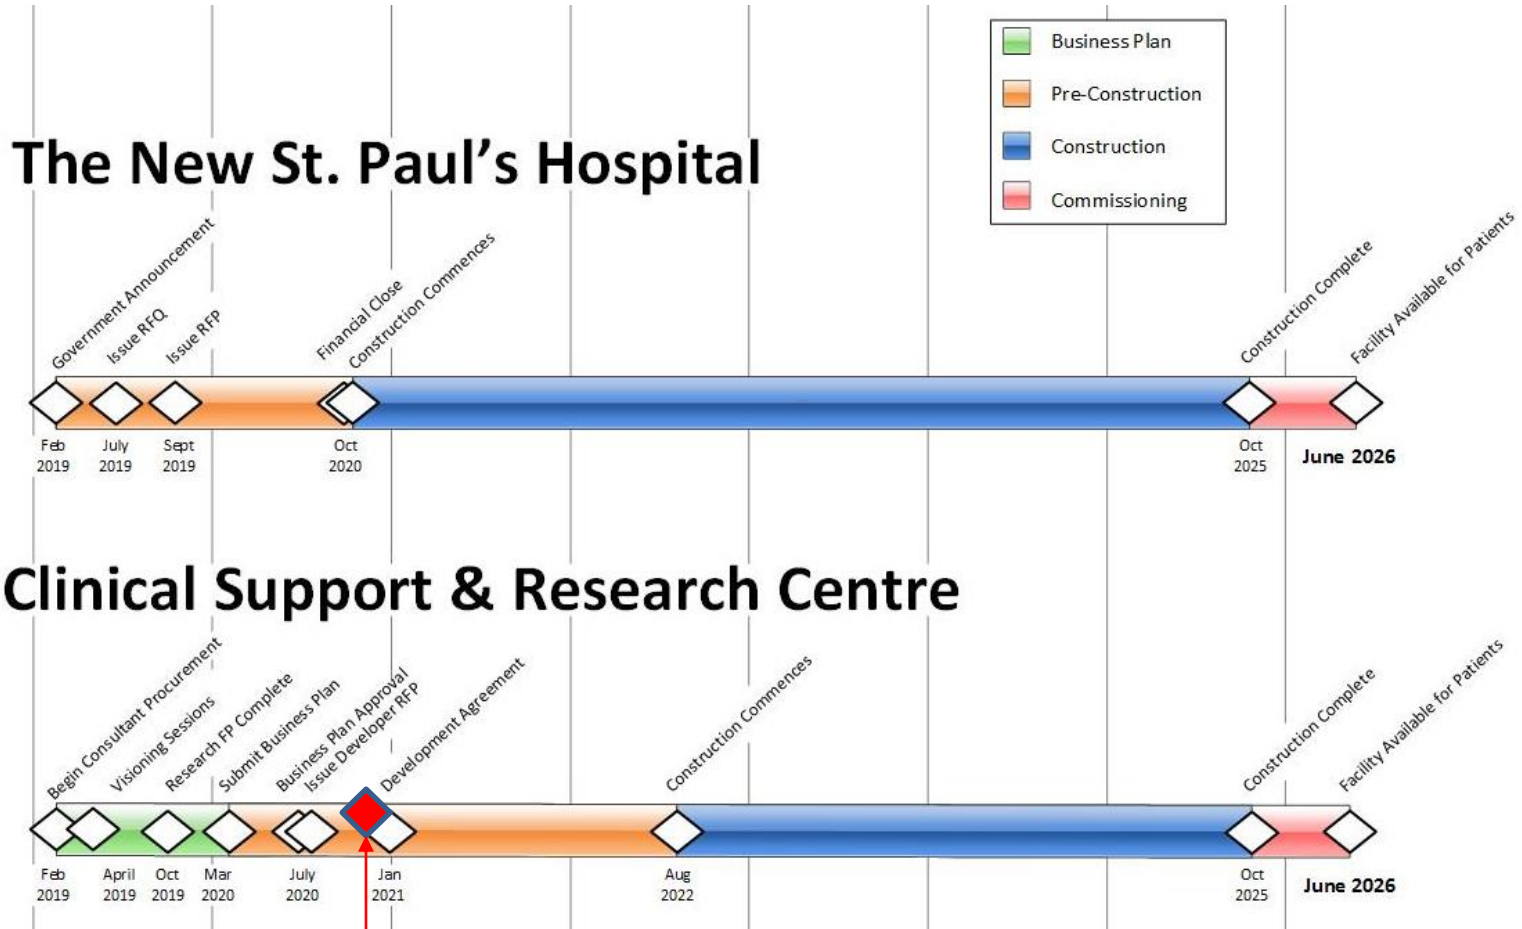 Business Plan
Pre-Construction
Construction
Commissioning
The New St. Paul's Hospital
Government Announcement
Issue RFQ
Issue RFP
Financial Close
Construction Commences
Construction Complete
Facility Available for Patients
Feb
2019
July
2019
Sept
2019
Oct
2020
Oct
2025
June 2026
Clinical Support & Research Centre
Begin Consultant Procurement
Visioning Sessions
Research FP Complete
Submit Business Plan
Business Plan Approval
Issue Developer RFP
Development Agreement
Construction Commences
Construction Complete
Facility Available for Patients
Feb
2019
April
2019
Oct
2019
Mar
2020
July
2020
Jan
2021
Aug
2022
Oct
2025
June 2026